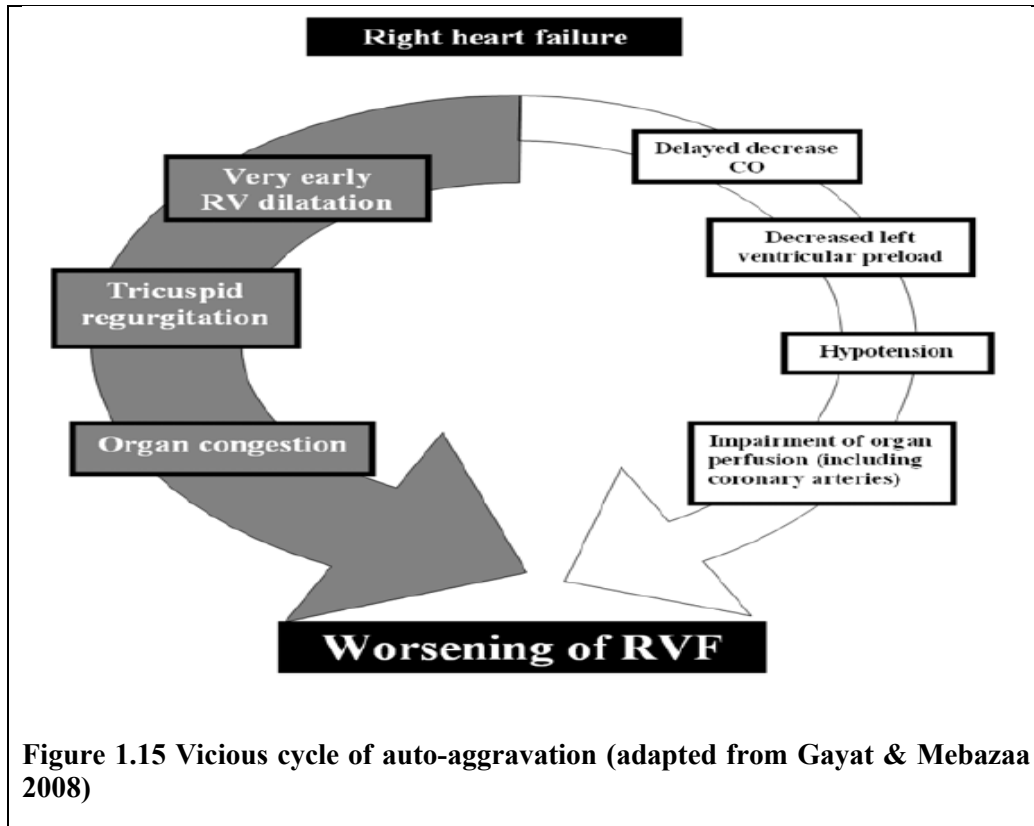 Right heart failure
Very early
RV dilatation
Tricuspid
regurgitation
Organ congestion
Delayed decrease
CO
Decreased left
ventricular preload
Hypotension
Impairment of organ
perfusion (including
coronary arteries)
Worsening of RVF
Figure 1.15 Vicious cycle of auto-aggravation (adapted from Gayat & Mebazaa
2008)